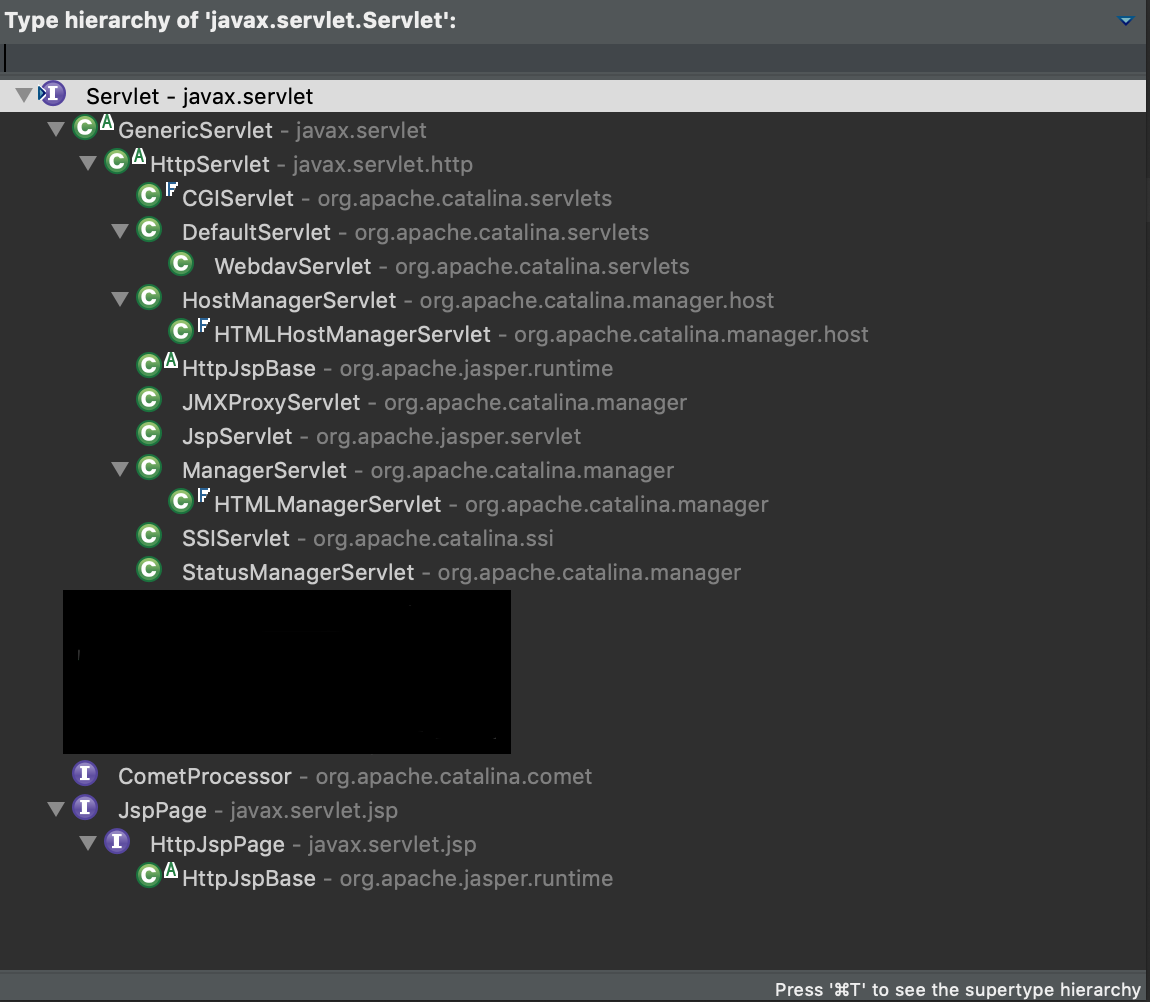 Type hierarchy of 'javax.servlet.Servlet':
Servlet - javax.servlet
GenericServlet - javax.servlet
HttpServlet - javax.servlet.http
CGIServlet - org.apache.catalina.servlets
DefaultServlet - org.apache.catalina.servlets
WebdavServlet - org.apache.catalina.servlets
HostManagerServlet - org.apache.catalina.manager.host
HTMLHostManagerServlet - org.apache.catalina.manager.host
HttpJspBase - org.apache.jasper.runtime
JMXProxyServlet - org.apache.catalina.manager
JspServlet - org.apache.jasper.servlet
ManagerServlet - org.apache.catalina.manager
HTMLManagerServlet - org.apache.catalina.manager
SSIServlet - org.apache.catalina.ssi
StatusManagerServlet - org.apache.catalina.manager
CometProcessor - org.apache.catalina.comet
JspPage - javax.servlet.jsp
HttpJspPage - javax.servlet.jsp
HttpJspBase - org.apache.jasper.runtime
Press '⌘T' to see the supertype hierarchy